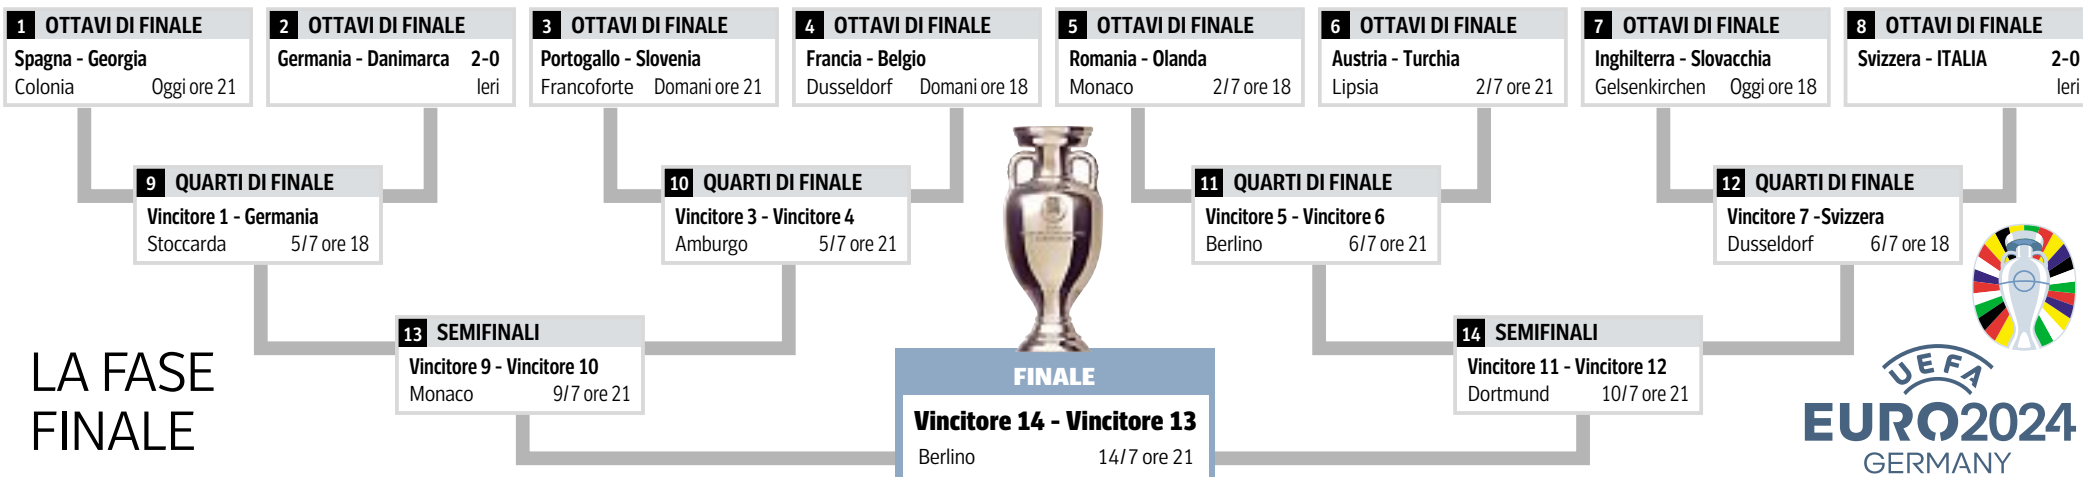 1 OTTAVI DI FINALE
Spagna - Georgia
Colonia Oggi ore 21
2 OTTAVI DI FINALE
Germania - Danimarca 2-0
Ieri
3 OTTAVI DI FINALE
Portogallo - Slovenia
Francoforte Domani ore 21
4 OTTAVI DI FINALE
Francia - Belgio
Dusseldorf Domani ore 18
5 OTTAVI DI FINALE
Romania - Olanda
Monaco 2/7 ore 18
6 OTTAVI DI FINALE
Austria - Turchia
Lipsia 2/7 ore 21
7 OTTAVI DI FINALE
Inghilterra - Slovacchia
Gelsenkirchen Oggi ore 18
8 OTTAVI DI FINALE
Svizzera - ITALIA 2-0
Ieri
9 QUARTI DI FINALE
Vincitore 1 - Germania
Stoccarda 5/7 ore 18
10 QUARTI DI FINALE
Vincitore 3 - Vincitore 4
Amburgo 5/7 ore 21
11 QUARTI DI FINALE
Vincitore 5 - Vincitore 6
Berlino 6/7 ore 21
12 QUARTI DI FINALE
Vincitore 7 -Svizzera
Dusseldorf 6/7 ore 18
13 SEMIFINALI
Vincitore 9 - Vincitore 10
Monaco 9/7 ore 21
14 SEMIFINALI
Vincitore 11 - Vincitore 12
Dortmund 10/7 ore 21
FINALE
Vincitore 14 - Vincitore 13
Berlino 14/7 ore 21
LA FASE
FINALE
UEFA
EURO2024
GERMANY